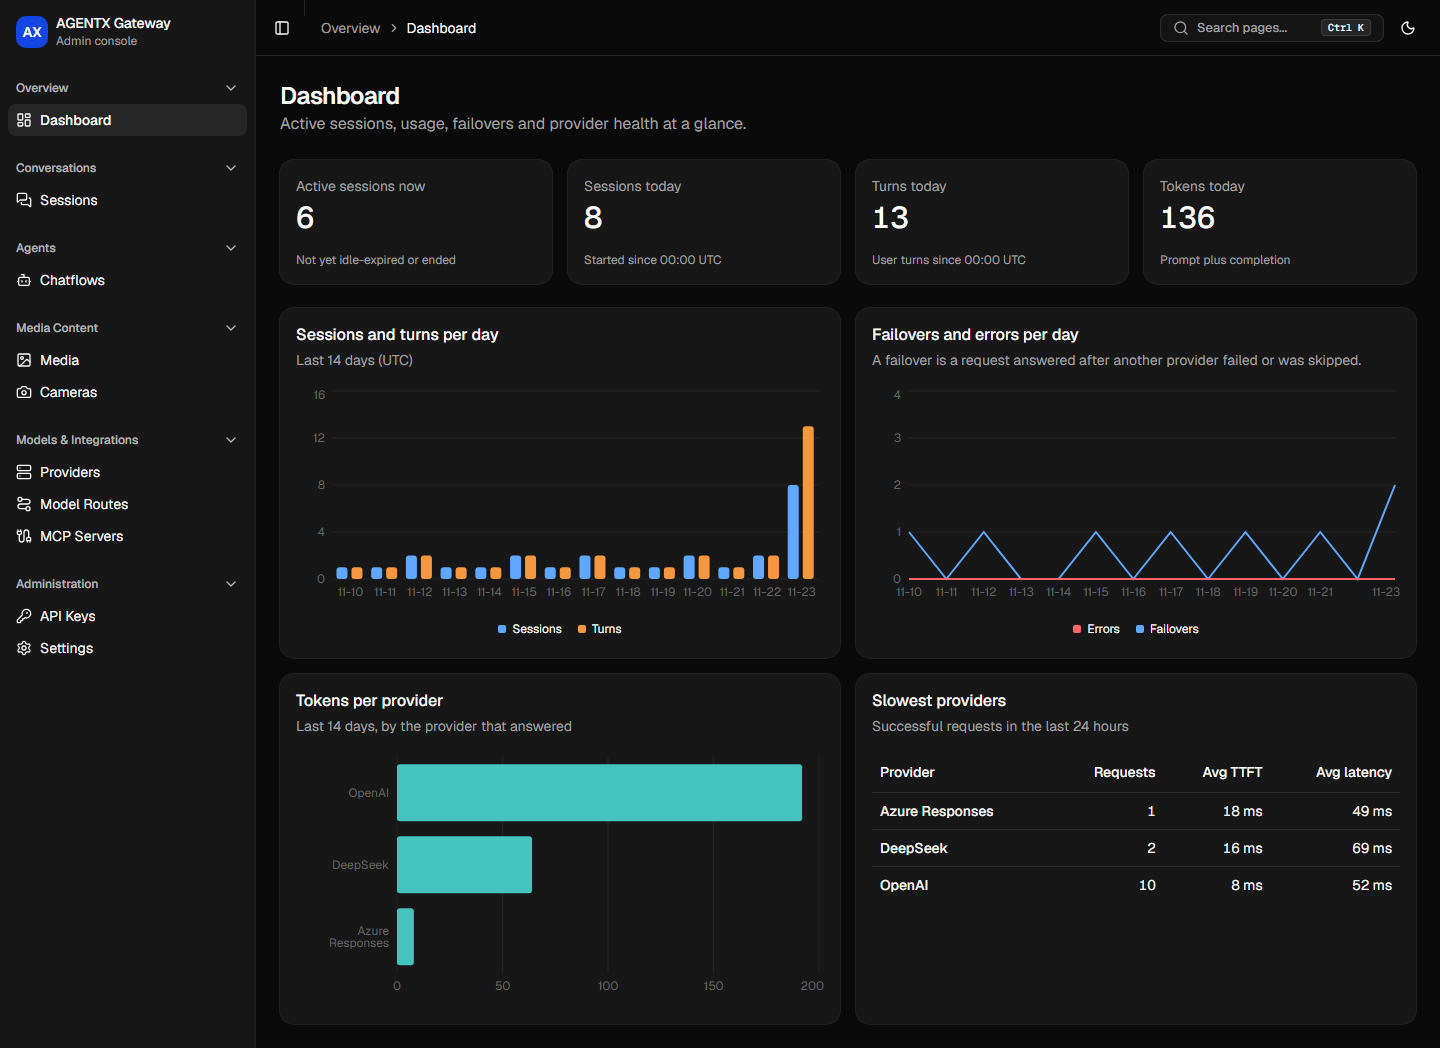 AX
AGENTX Gateway
Admin console
Overview
Dashboard
Conversations
Sessions
Agents
Chatflows
Media Content
Media
Cameras
Models & Integrations
Providers
Model Routes
MCP Servers
Administration
API Keys
Settings
Overview > Dashboard
Search pages...
Ctrl K
Dashboard
Active sessions, usage, failovers and provider health at a glance.
Active sessions now
6
Not yet idle-expired or ended
Sessions today
8
Started since 00:00 UTC
Turns today
13
User turns since 00:00 UTC
Tokens today
136
Prompt plus completion
Sessions and turns per day
Last 14 days (UTC)
16
12
8
4
0
11-10 11-11 11-12 11-13 11-14 11-15 11-16 11-17 11-18 11-19 11-20 11-21 11-22 11-23
Sessions Turns
Failovers and errors per day
A failover is a request answered after another provider failed or was skipped.
4
3
2
1
0
11-10 11-11 11-12 11-13 11-14 11-15 11-16 11-17 11-18 11-19 11-20 11-21 11-23
Errors Failovers
Tokens per provider
Last 14 days, by the provider that answered
OpenAI
DeepSeek
Azure
Responses
0 50 100 150 200
Slowest providers
Successful requests in the last 24 hours
Provider Requests Avg TTFT Avg latency
Azure Responses 1 18 ms 49 ms
DeepSeek 2 16 ms 69 ms
OpenAI 10 8 ms 52 ms